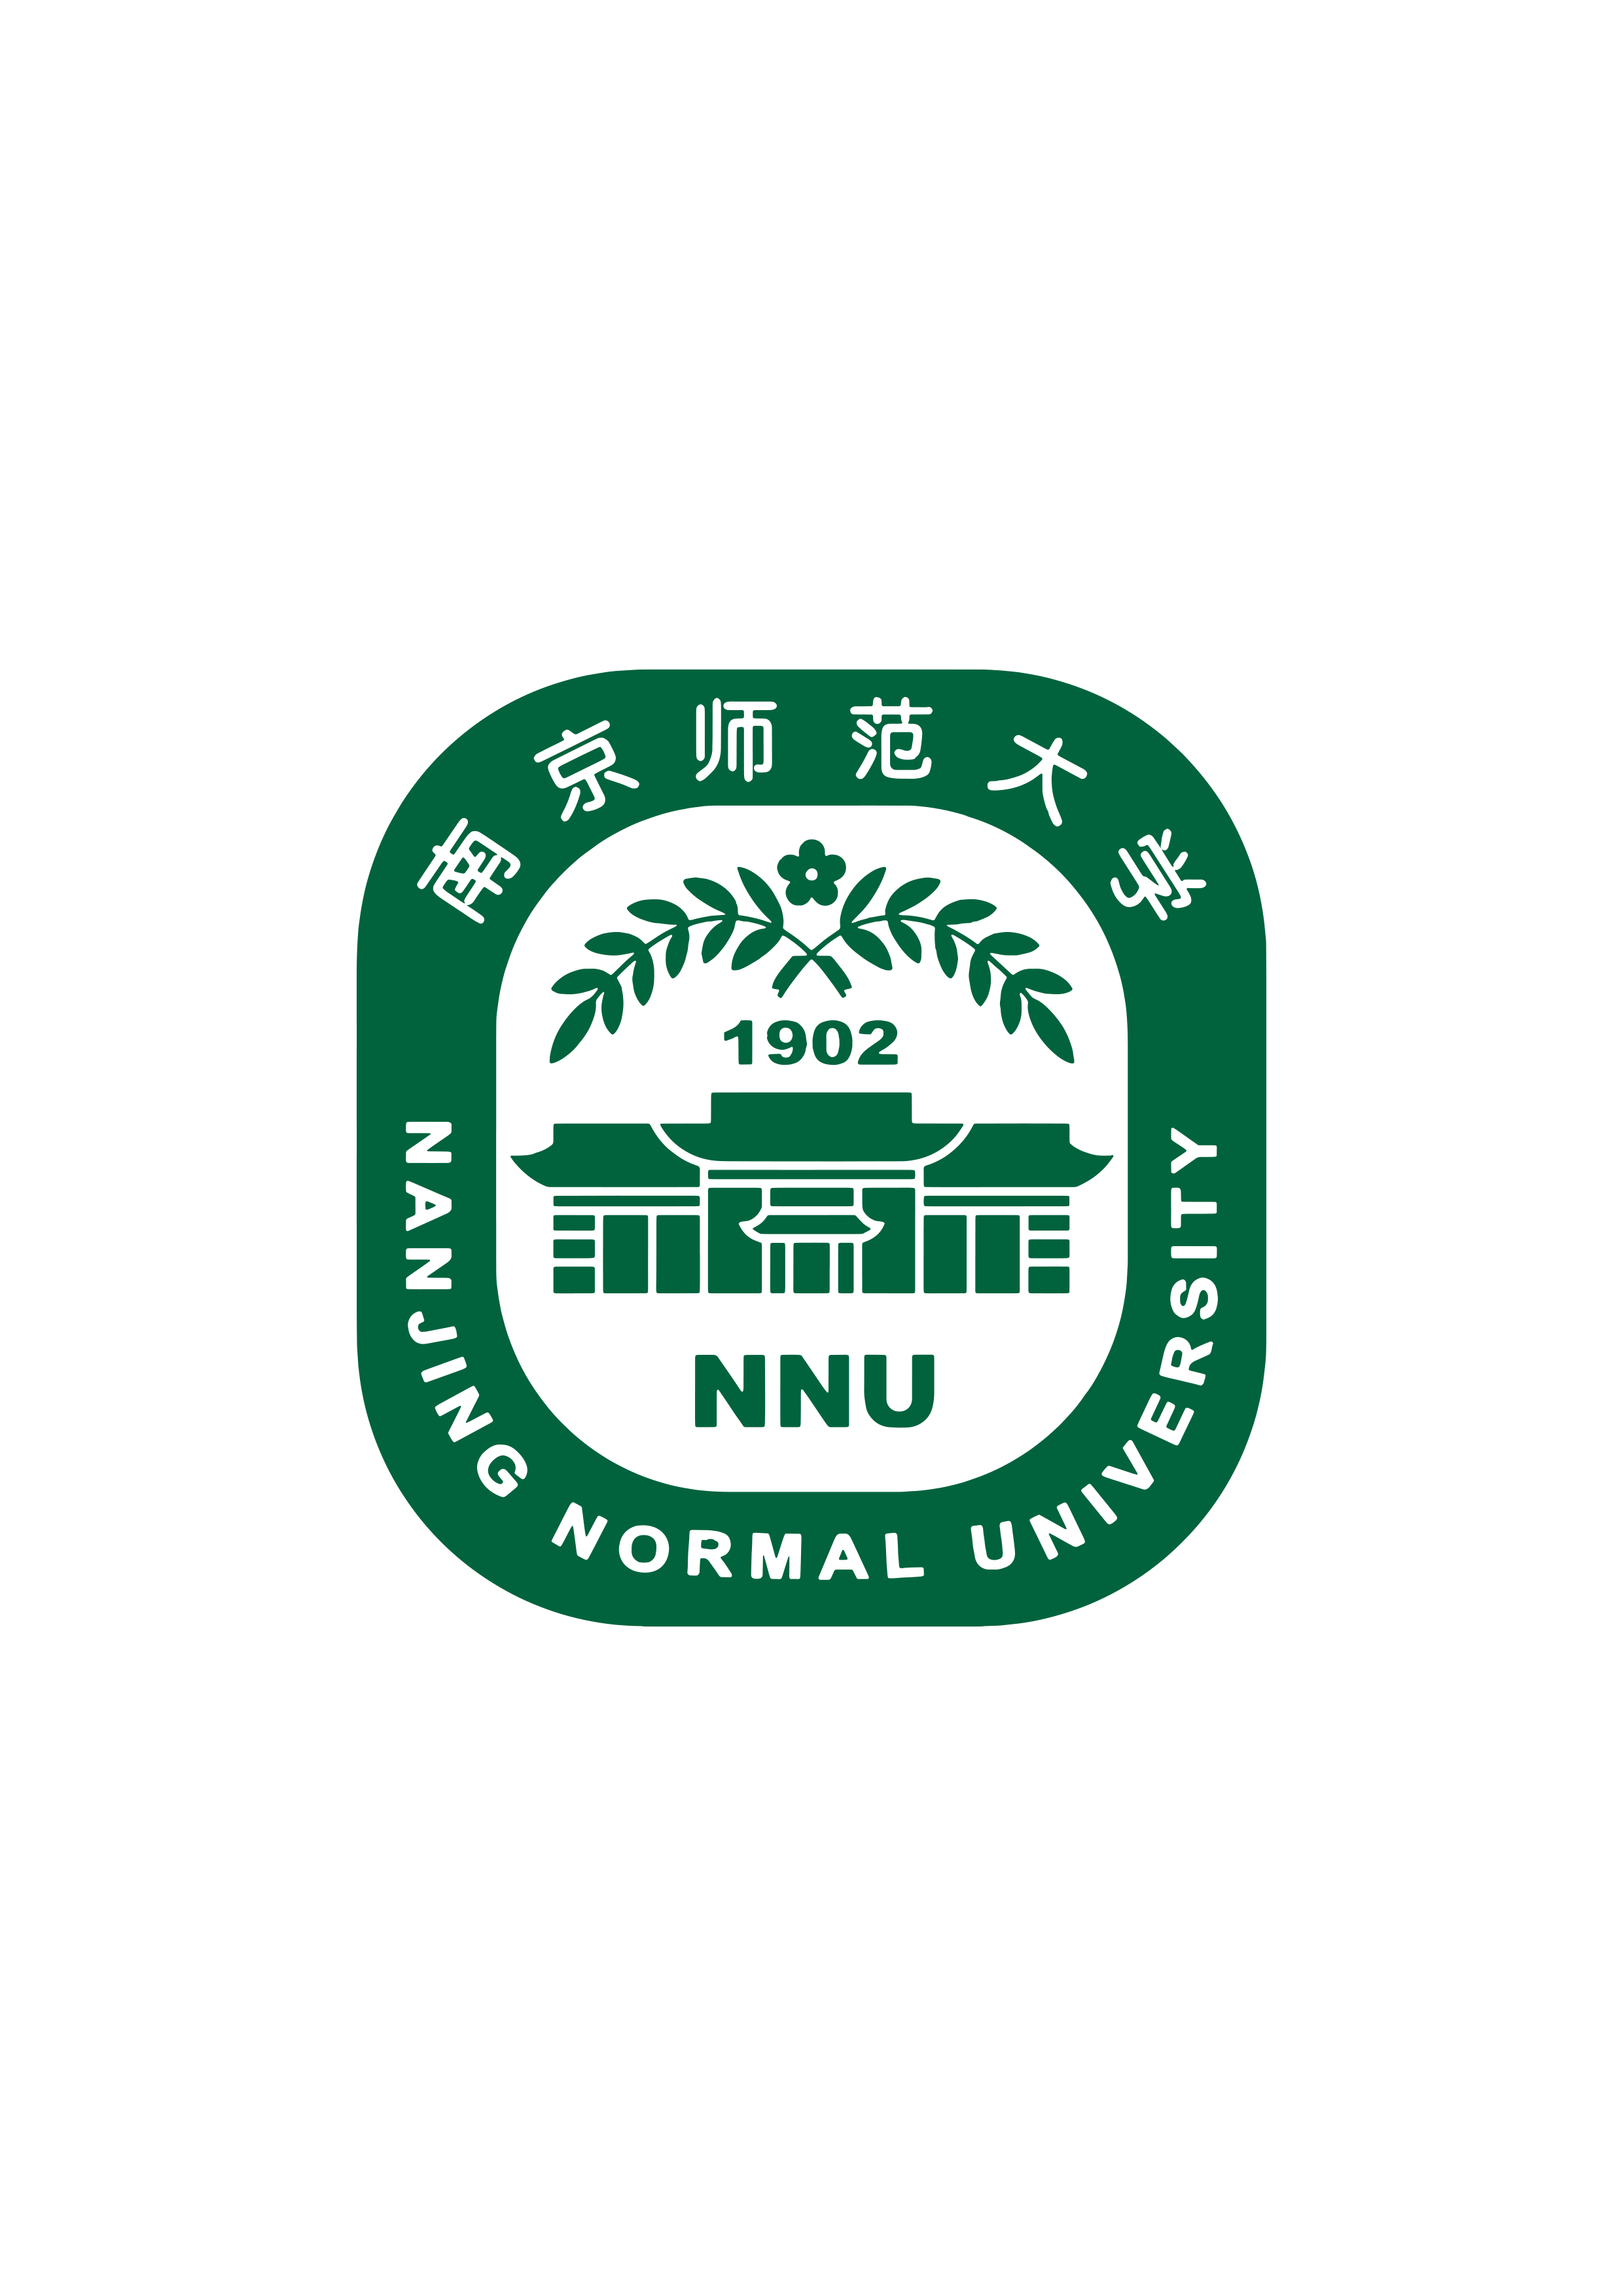 南京师范大学
1902
NNU
NANJING NORMAL UNIVERSITY